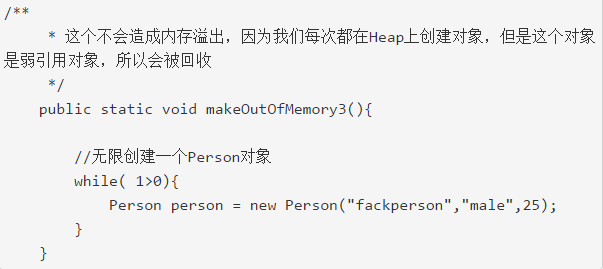 /**
* 这个不会造成内存溢出，因为我们每次都在Heap上创建对象，但是这个对象
是弱引用对象，所以会被回收
*/
public static void makeOutOfMemory3(){
//无限创建一个Person对象
while( 1>0){
Person person = new Person("fackperson","male",25);
}
}